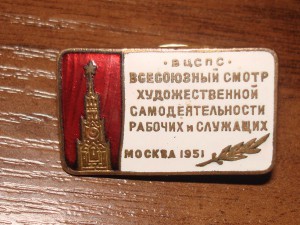 · ВЦСПС ·
ВСЕСОЮЗНЫЙ СМОТР
ХУДОЖЕСТВЕННОЙ
САМОДЕЯТЕЛЬНОСТИ
РАБОЧИХ и СЛУЖАЩИХ
МОСКВА 1951